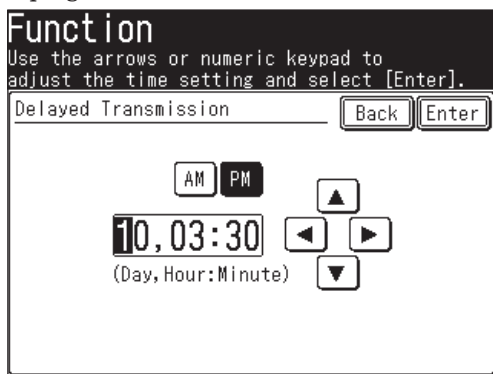 Function
Use the arrows or numeric keypad to
adjust the time setting and select [Enter].
Delayed Transmission Back Enter
AM PM
10,03:30
(Day,Hour:Minute)